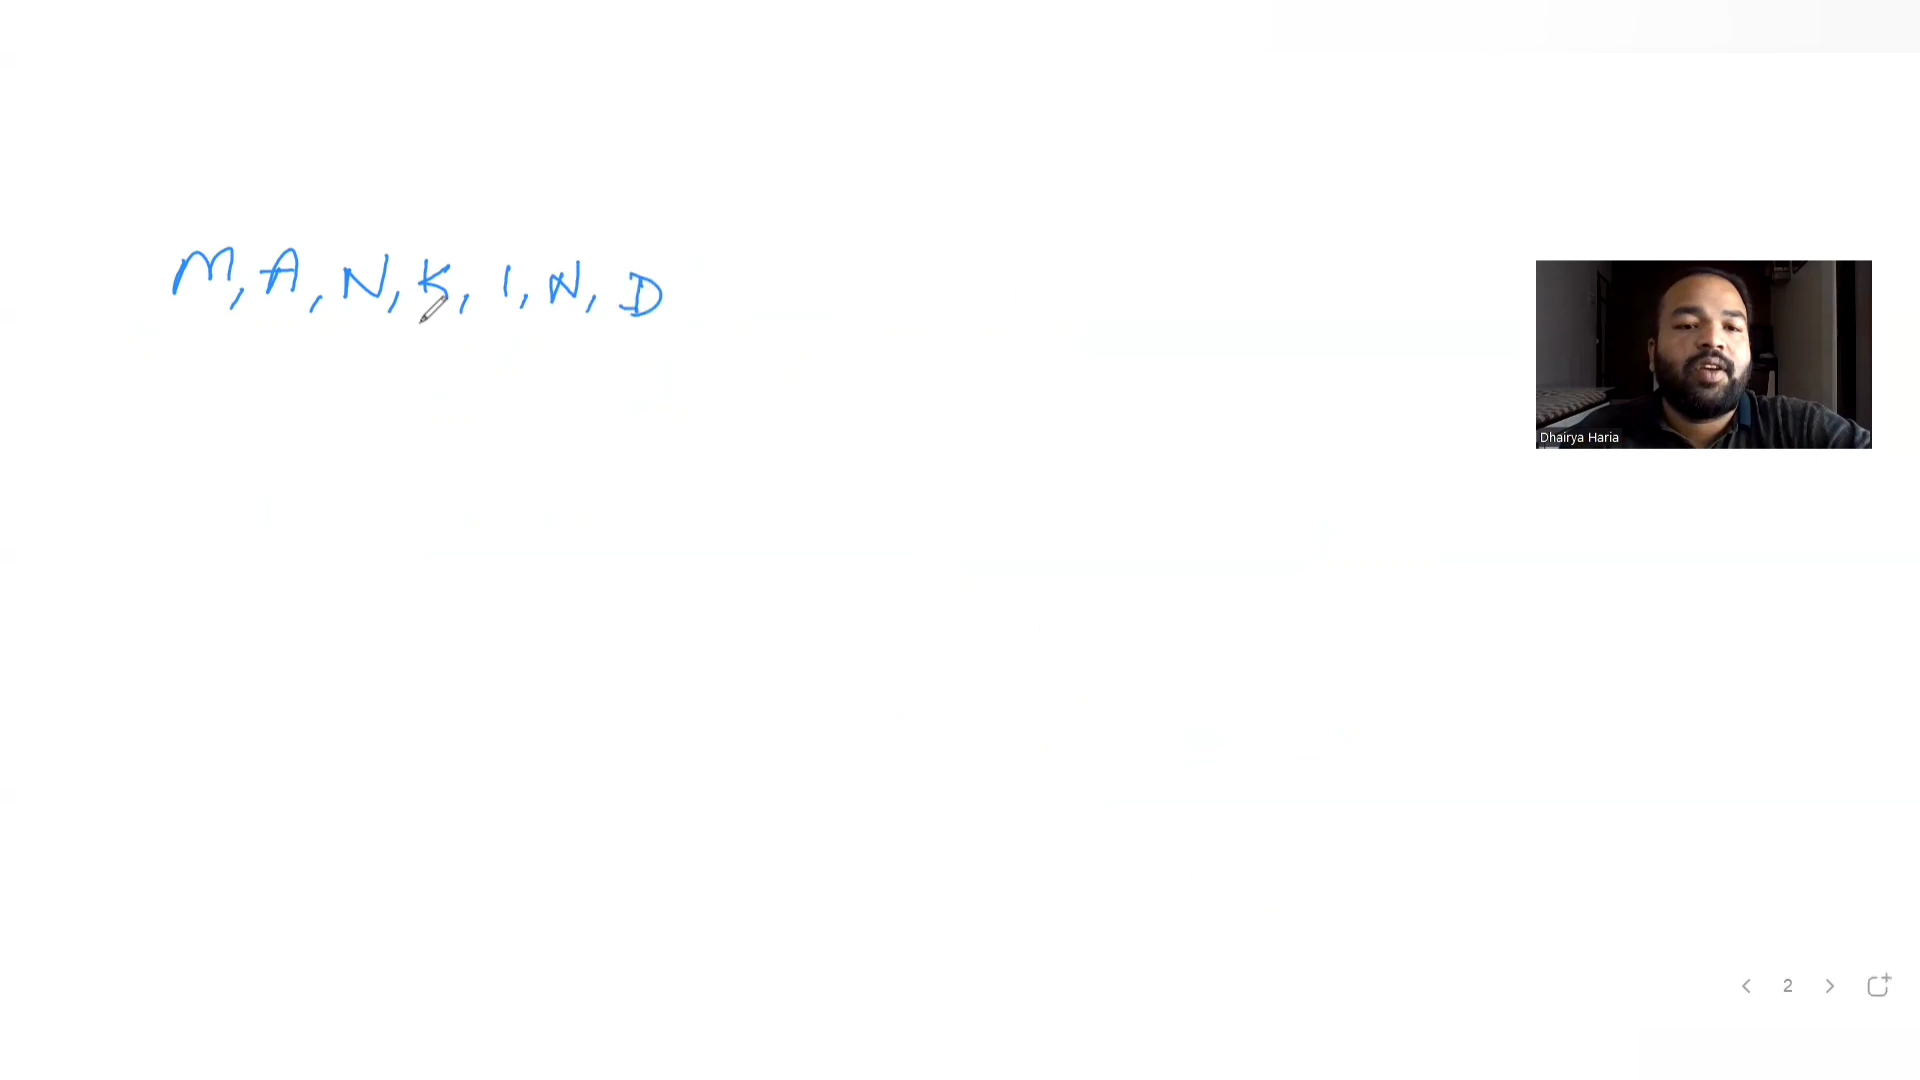 M, A, N, K, I, N, D
Dhairya Haria
2